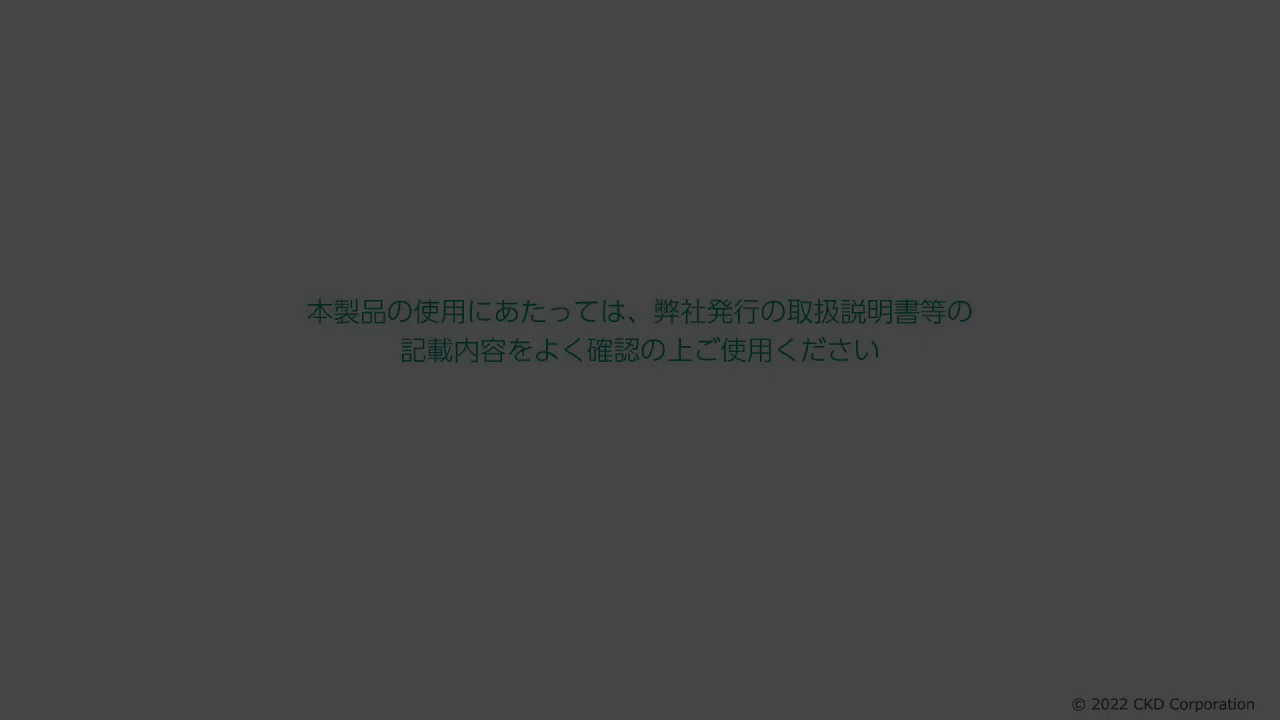 本製品の使用にあたっては、弊社発行の取扱説明書等の
記載内容をよく確認の上ご使用ください
© 2022 CKD Corporation